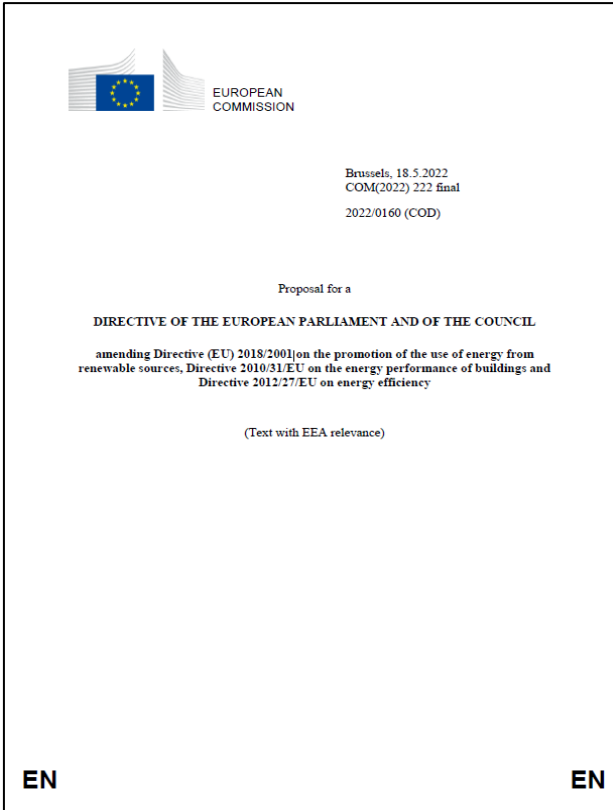 EUROPEAN
COMMISSION
Brussels, 18.5.2022
COM(2022) 222 final
2022/0160 (COD)
Proposal for a
DIRECTIVE OF THE EUROPEAN PARLIAMENT AND OF THE COUNCIL
amending Directive (EU) 2018/2001|on the promotion of the use of energy from
renewable sources, Directive 2010/31/EU on the energy performance of buildings and
Directive 2012/27/EU on energy efficiency
(Text with EEA relevance)
EN EN